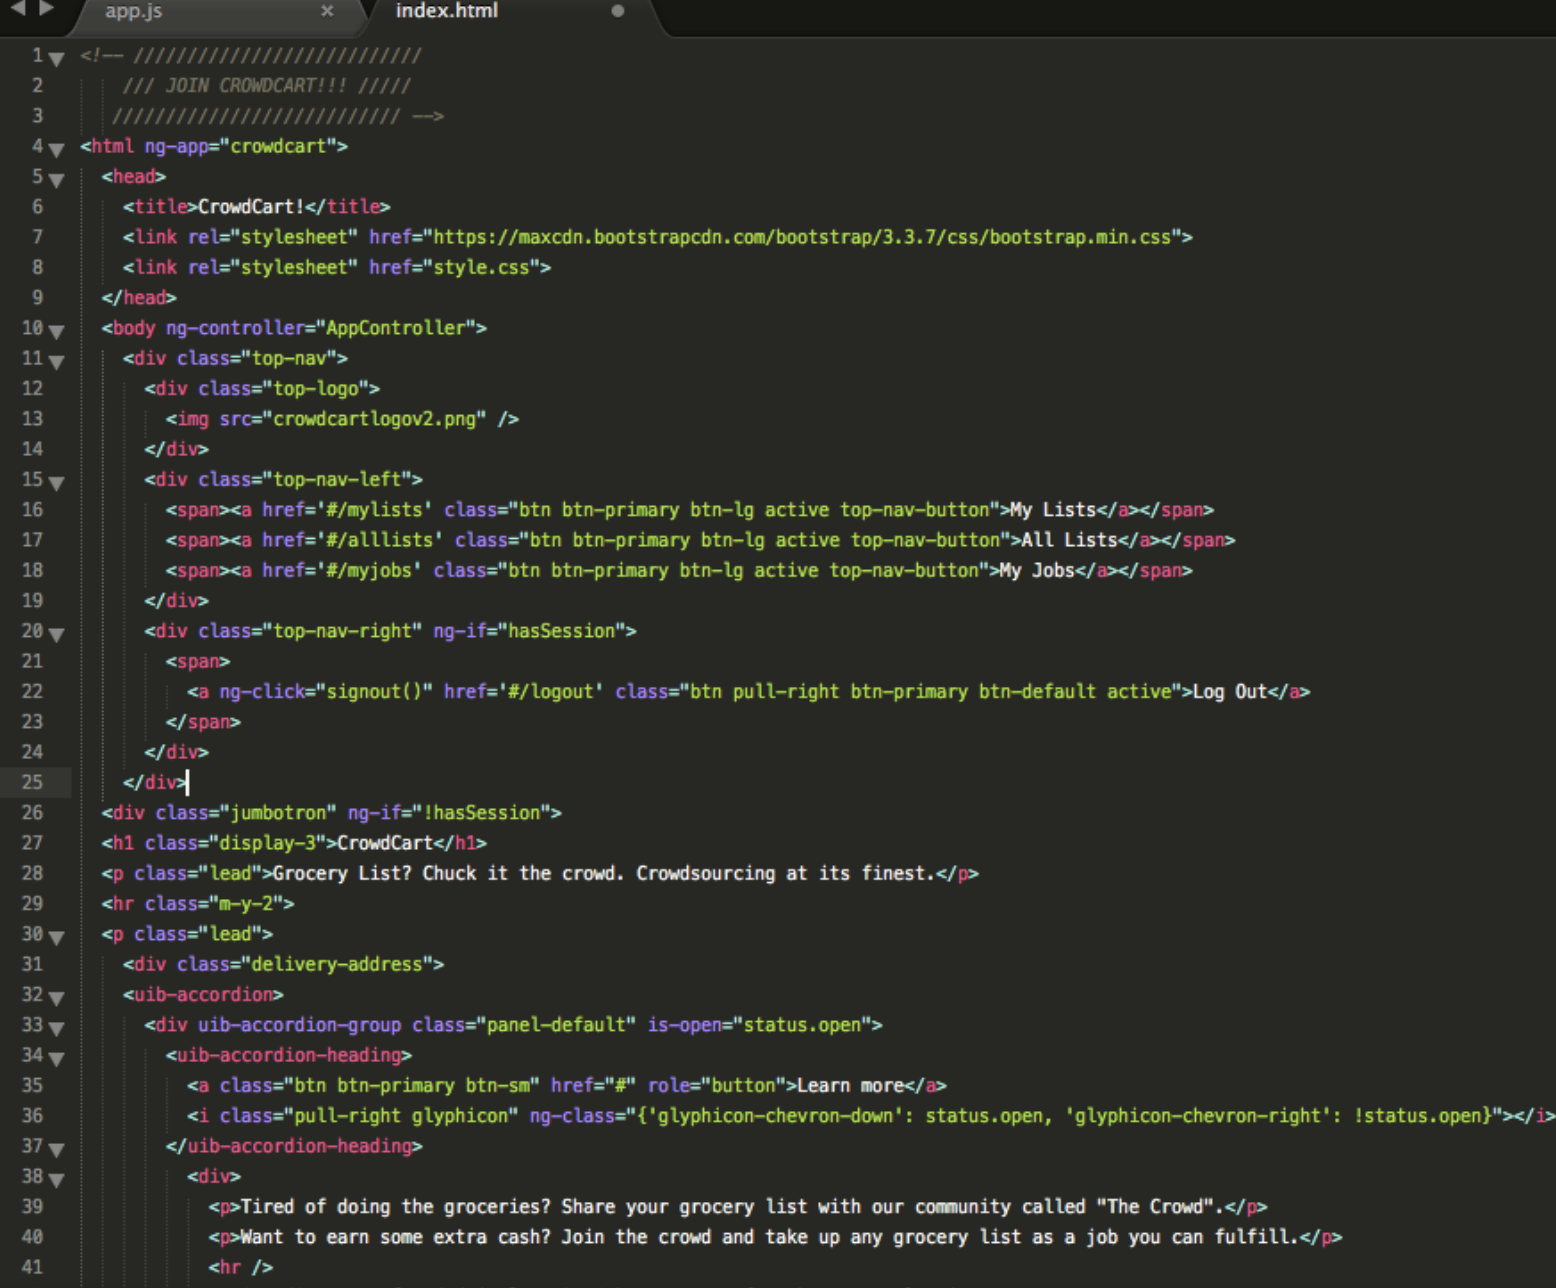 app.js × index.html
1 <!-- ///////////////////////////
2 /// JOIN CROWDCART!!! /////
3 /////////////////////////// -->
4 <html ng-app="crowdcart">
5 <head>
6 <title>CrowdCart!</title>
7 <link rel="stylesheet" href="https://maxcdn.bootstrapcdn.com/bootstrap/3.3.7/css/bootstrap.min.css">
8 <link rel="stylesheet" href="style.css">
9 </head>
10 <body ng-controller="AppController">
11 <div class="top-nav">
12 <div class="top-logo">
13 <img src="crowdcartlogov2.png" />
14 </div>
15 <div class="top-nav-left">
16 <span><a href='#/mylists' class="btn btn-primary btn-lg active top-nav-button">My Lists</a></span>
17 <span><a href='#/alllists' class="btn btn-primary btn-lg active top-nav-button">All Lists</a></span>
18 <span><a href='#/myjobs' class="btn btn-primary btn-lg active top-nav-button">My Jobs</a></span>
19 </div>
20 <div class="top-nav-right" ng-if="hasSession">
21 <span>
22 <a ng-click="signout()" href='#/logout' class="btn pull-right btn-primary btn-default active">Log Out</a>
23 </span>
24 </div>
25 </div>
26 <div class="jumbotron" ng-if="!hasSession">
27 <h1 class="display-3">CrowdCart</h1>
28 <p class="lead">Grocery List? Chuck it the crowd. Crowdsourcing at its finest.</p>
29 <hr class="m-y-2">
30 <p class="lead">
31 <div class="delivery-address">
32 <uib-accordion>
33 <div uib-accordion-group class="panel-default" is-open="status.open">
34 <uib-accordion-heading>
35 <a class="btn btn-primary btn-sm" href="#" role="button">Learn more</a>
36 <i class="pull-right glyphicon" ng-class="{'glyphicon-chevron-down': status.open, 'glyphicon-chevron-right': !status.open}"></i>
37 </uib-accordion-heading>
38 <div>
39 <p>Tired of doing the groceries? Share your grocery list with our community called "The Crowd".</p>
40 <p>Want to earn some extra cash? Join the crowd and take up any grocery list as a job you can fulfill.</p>
41 <hr />